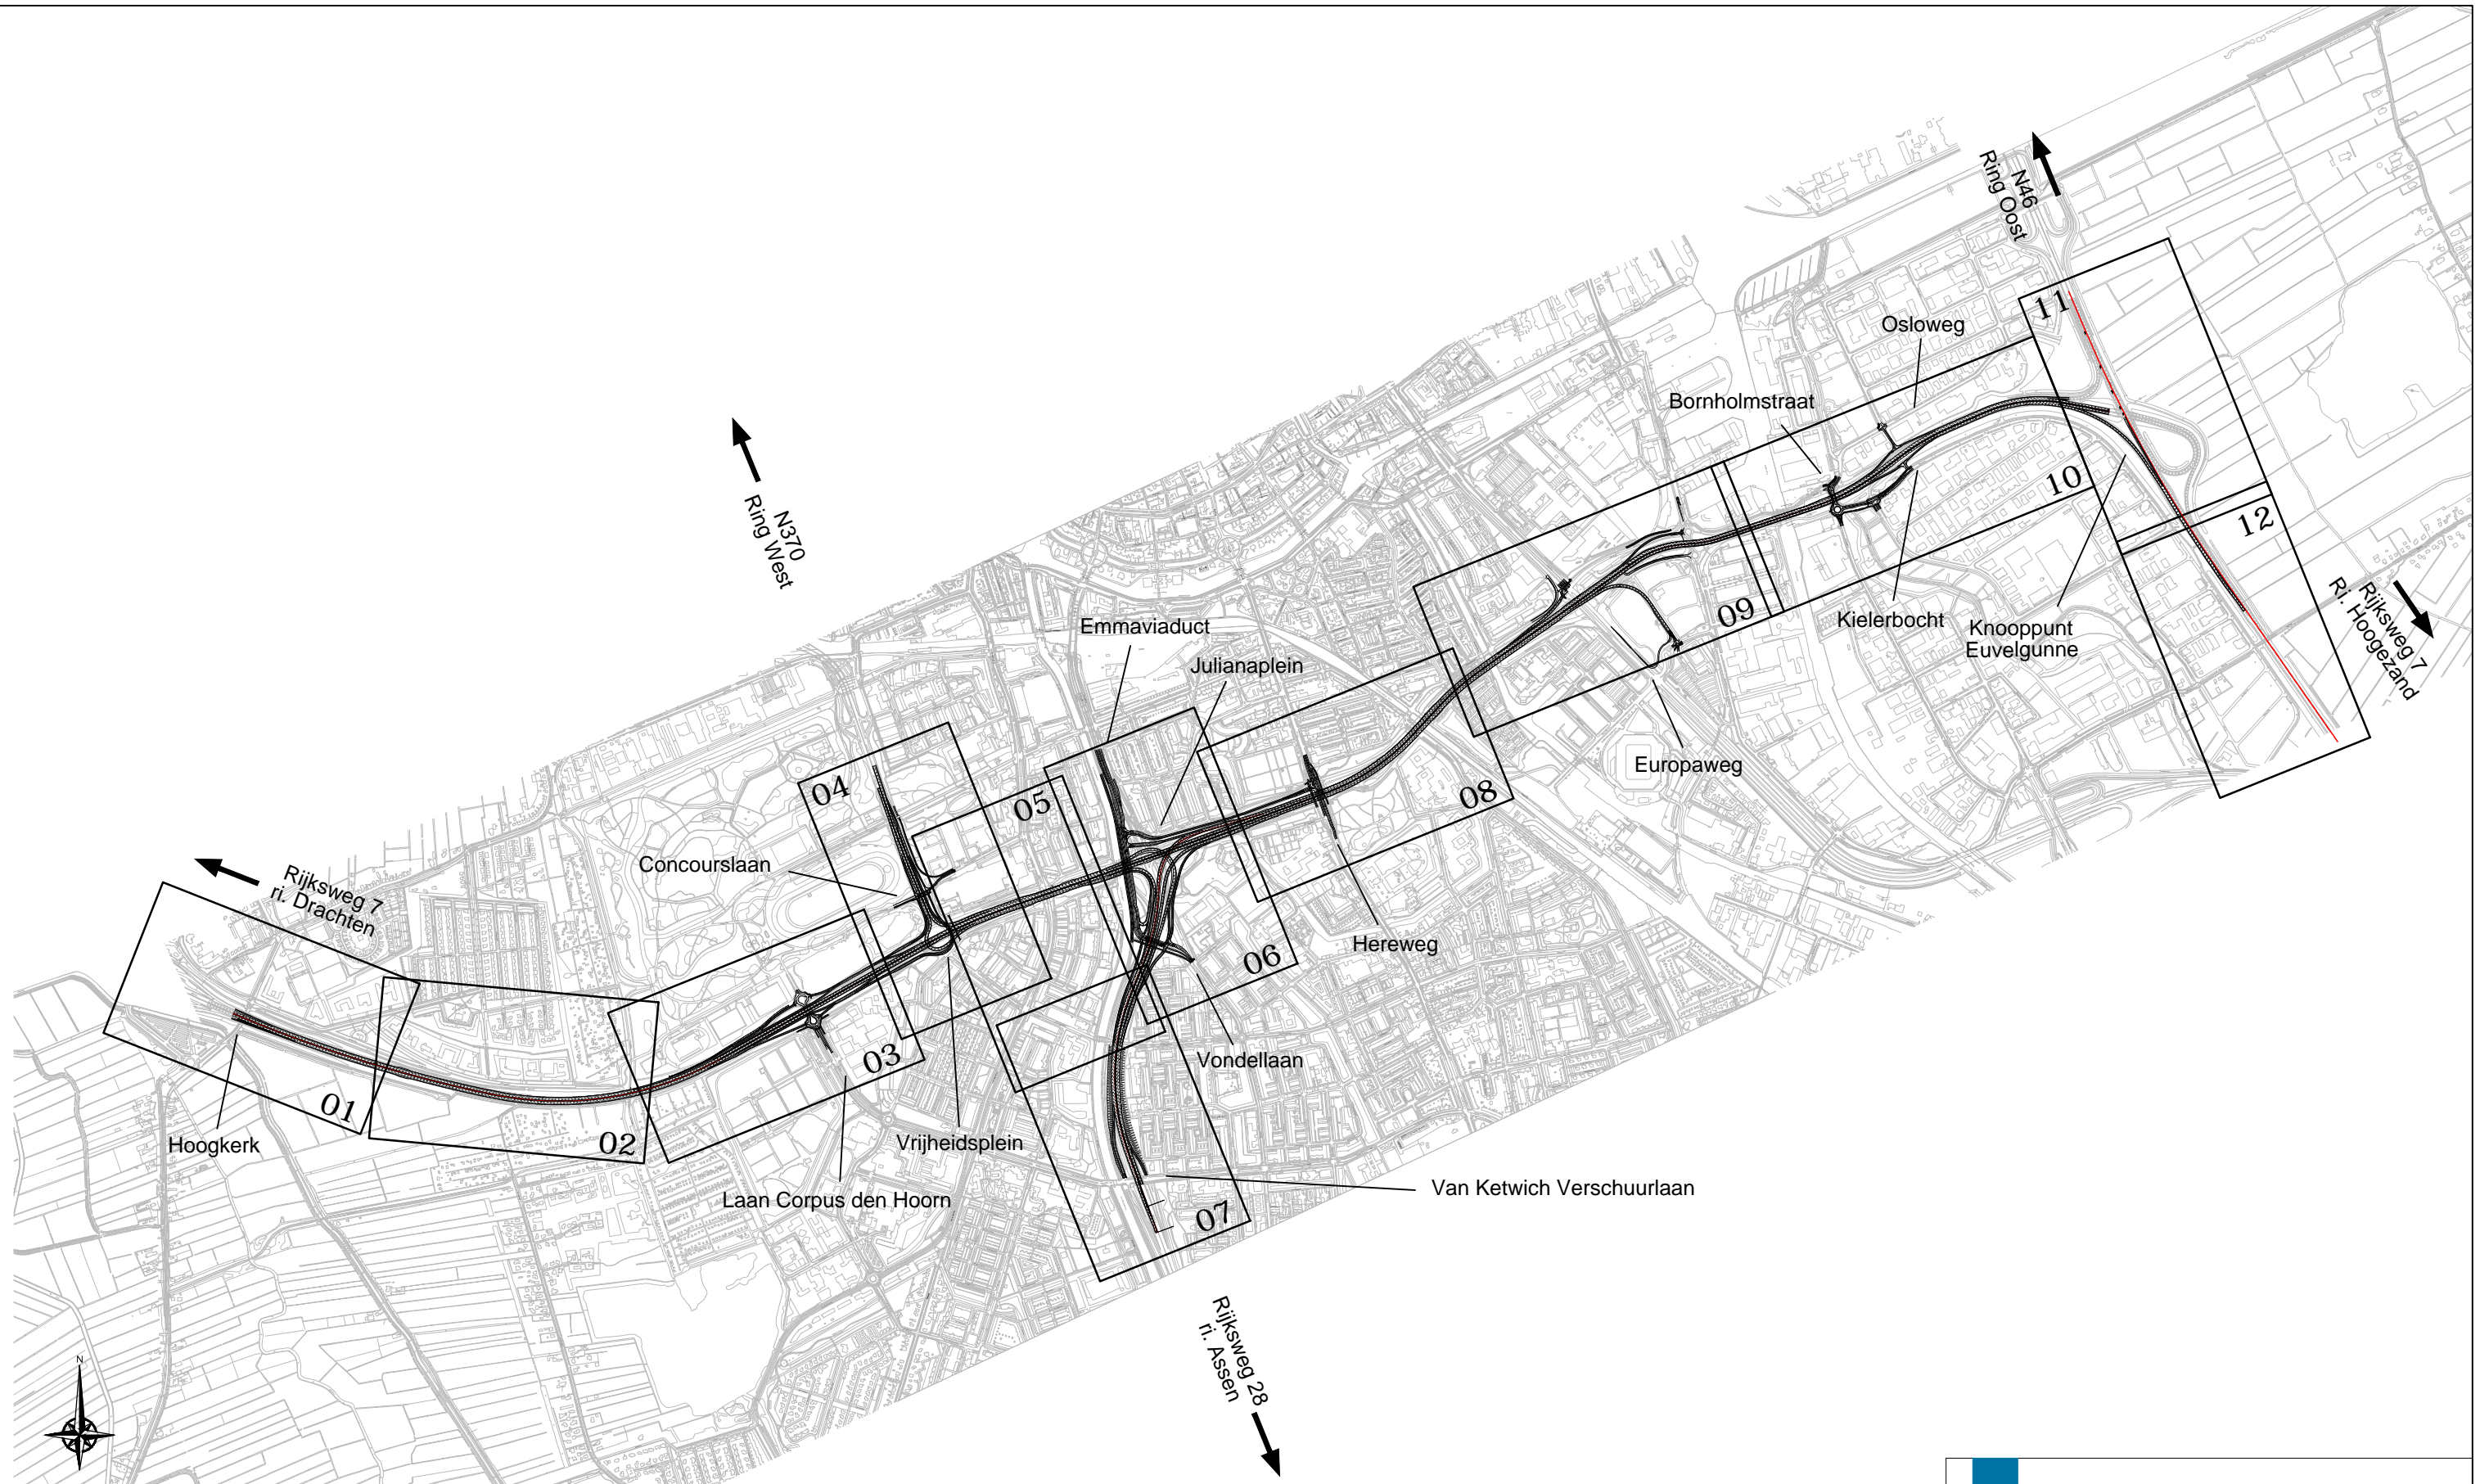 N46
Ring Oost
Osloweg
11
Bornholmstraat
N370
Ring West
10
12
Rijksweg 7
Ri. Hoogezand
Kielerbocht
Knooppunt
Euvelgunne
09
Emmaviaduct
Julianaplein
Europaweg
04
05
08
Concourslaan
Rijksweg 7
ri. Drachten
Hereweg
06
03
Vondellaan
01
02
Hoogkerk
Vrijheidsplein
Laan Corpus den Hoorn
Van Ketwich Verschuurlaan
07
Rijksweg 28
ri. Assen
N